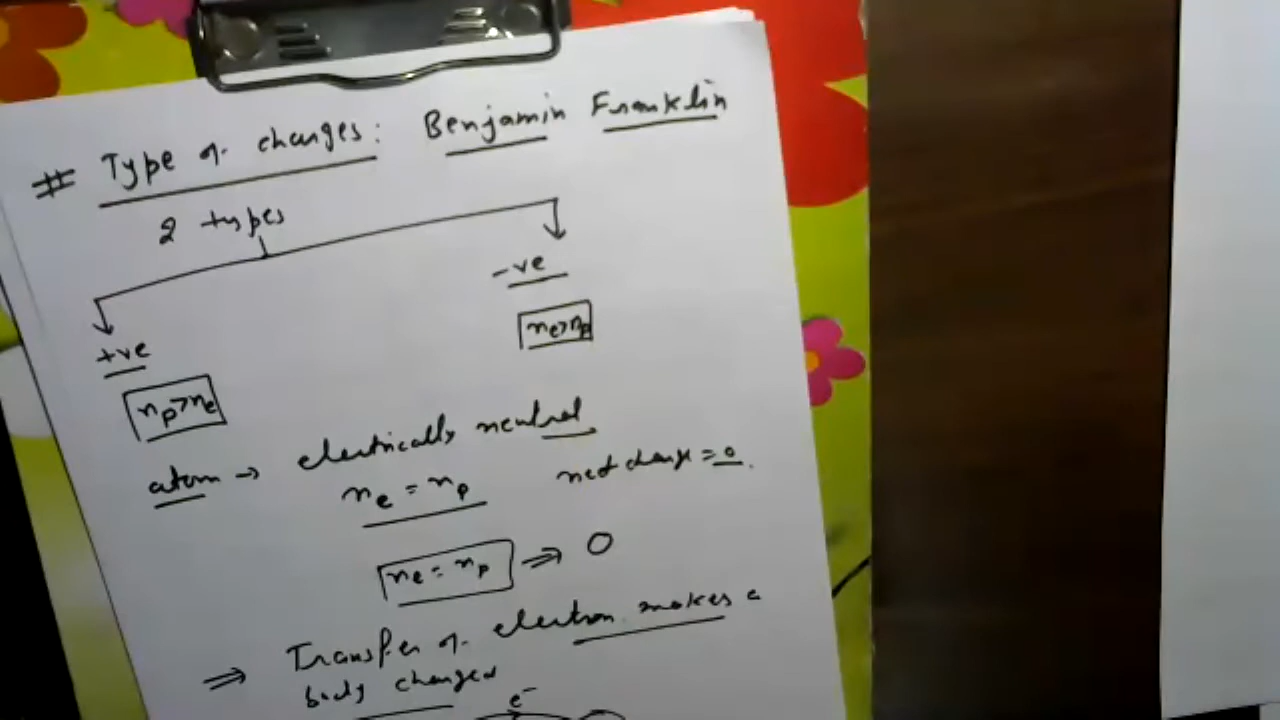 # Type of charges: Benjamin Franklin
2 types
+ve
-ve
np>ne
ne>np
atom → electrically neutral
ne = np net charge = 0.
ne = np ⇒ 0
⇒ Transfer of electron makes a
body charged
e-